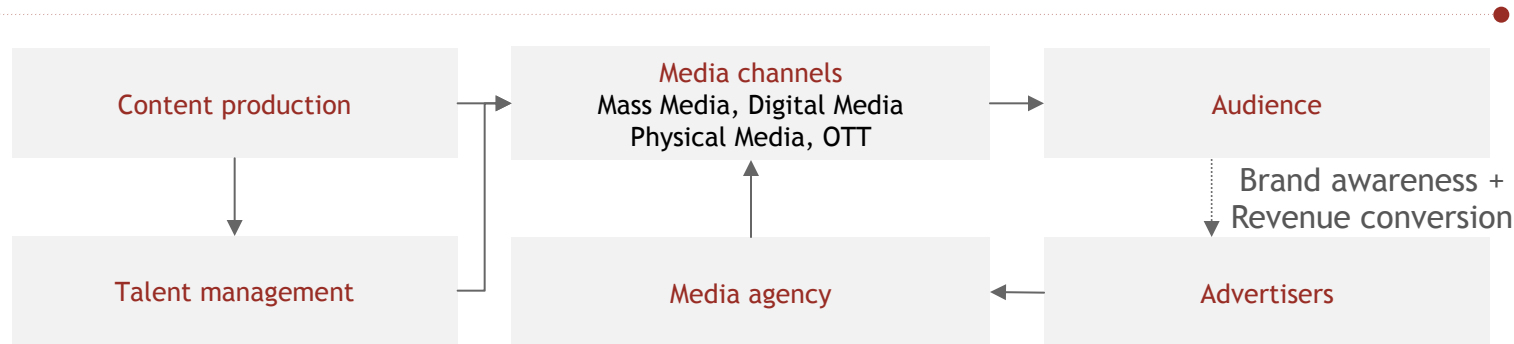 Content production
Media channels
Mass Media, Digital Media
Physical Media, OTT
Audience
Brand awareness +
Revenue conversion
Talent management
Media agency
Advertisers